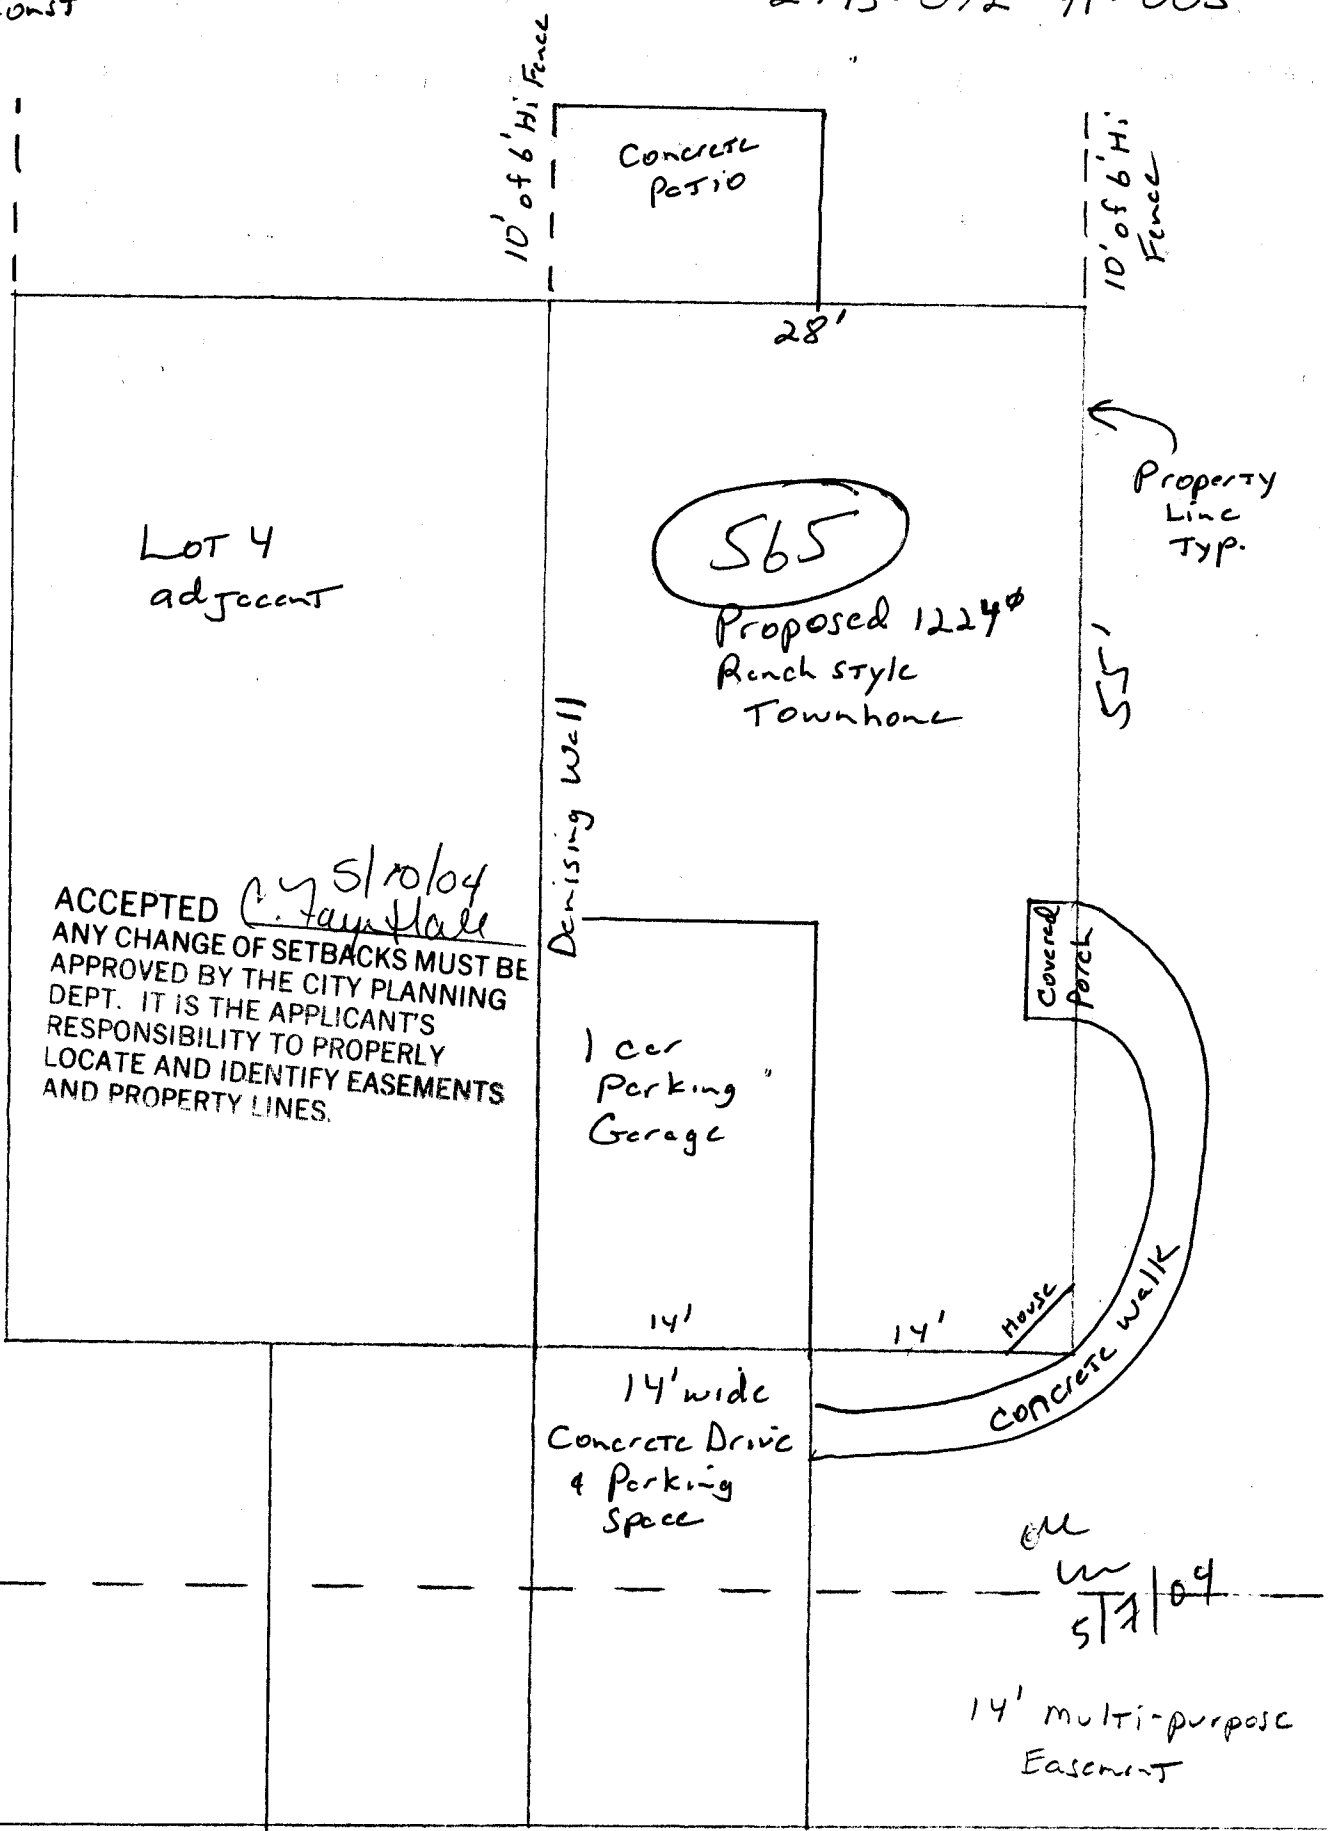 10' of 6' Hi Fence
Concrete
Patio
10' of 6' Hi
Fence
28'
Property
Line
Typ.
Lot 4
adjacent
565
Proposed 1224⌀
Ranch style
Townhome
55'
Demising Wall
5/10/04
ACCEPTED C. Faye Hall
ANY CHANGE OF SETBACKS MUST BE
APPROVED BY THE CITY PLANNING
DEPT. IT IS THE APPLICANT'S
RESPONSIBILITY TO PROPERLY
LOCATE AND IDENTIFY EASEMENTS
AND PROPERTY LINES.
Covered
Porch
1 car
Parking
Garage
14'
14'
House
Concrete Walk
14' wide
Concrete Drive
& Parking
Space
5/7/04
14' multi-purpose
Easement